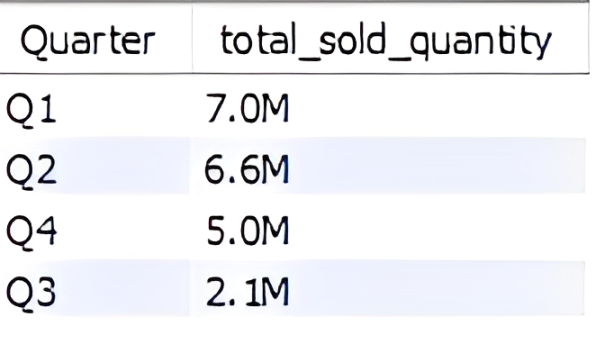 Quarter total_sold_quantity
Q1 7.0M
Q2 6.6M
Q4 5.0M
Q3 2.1M